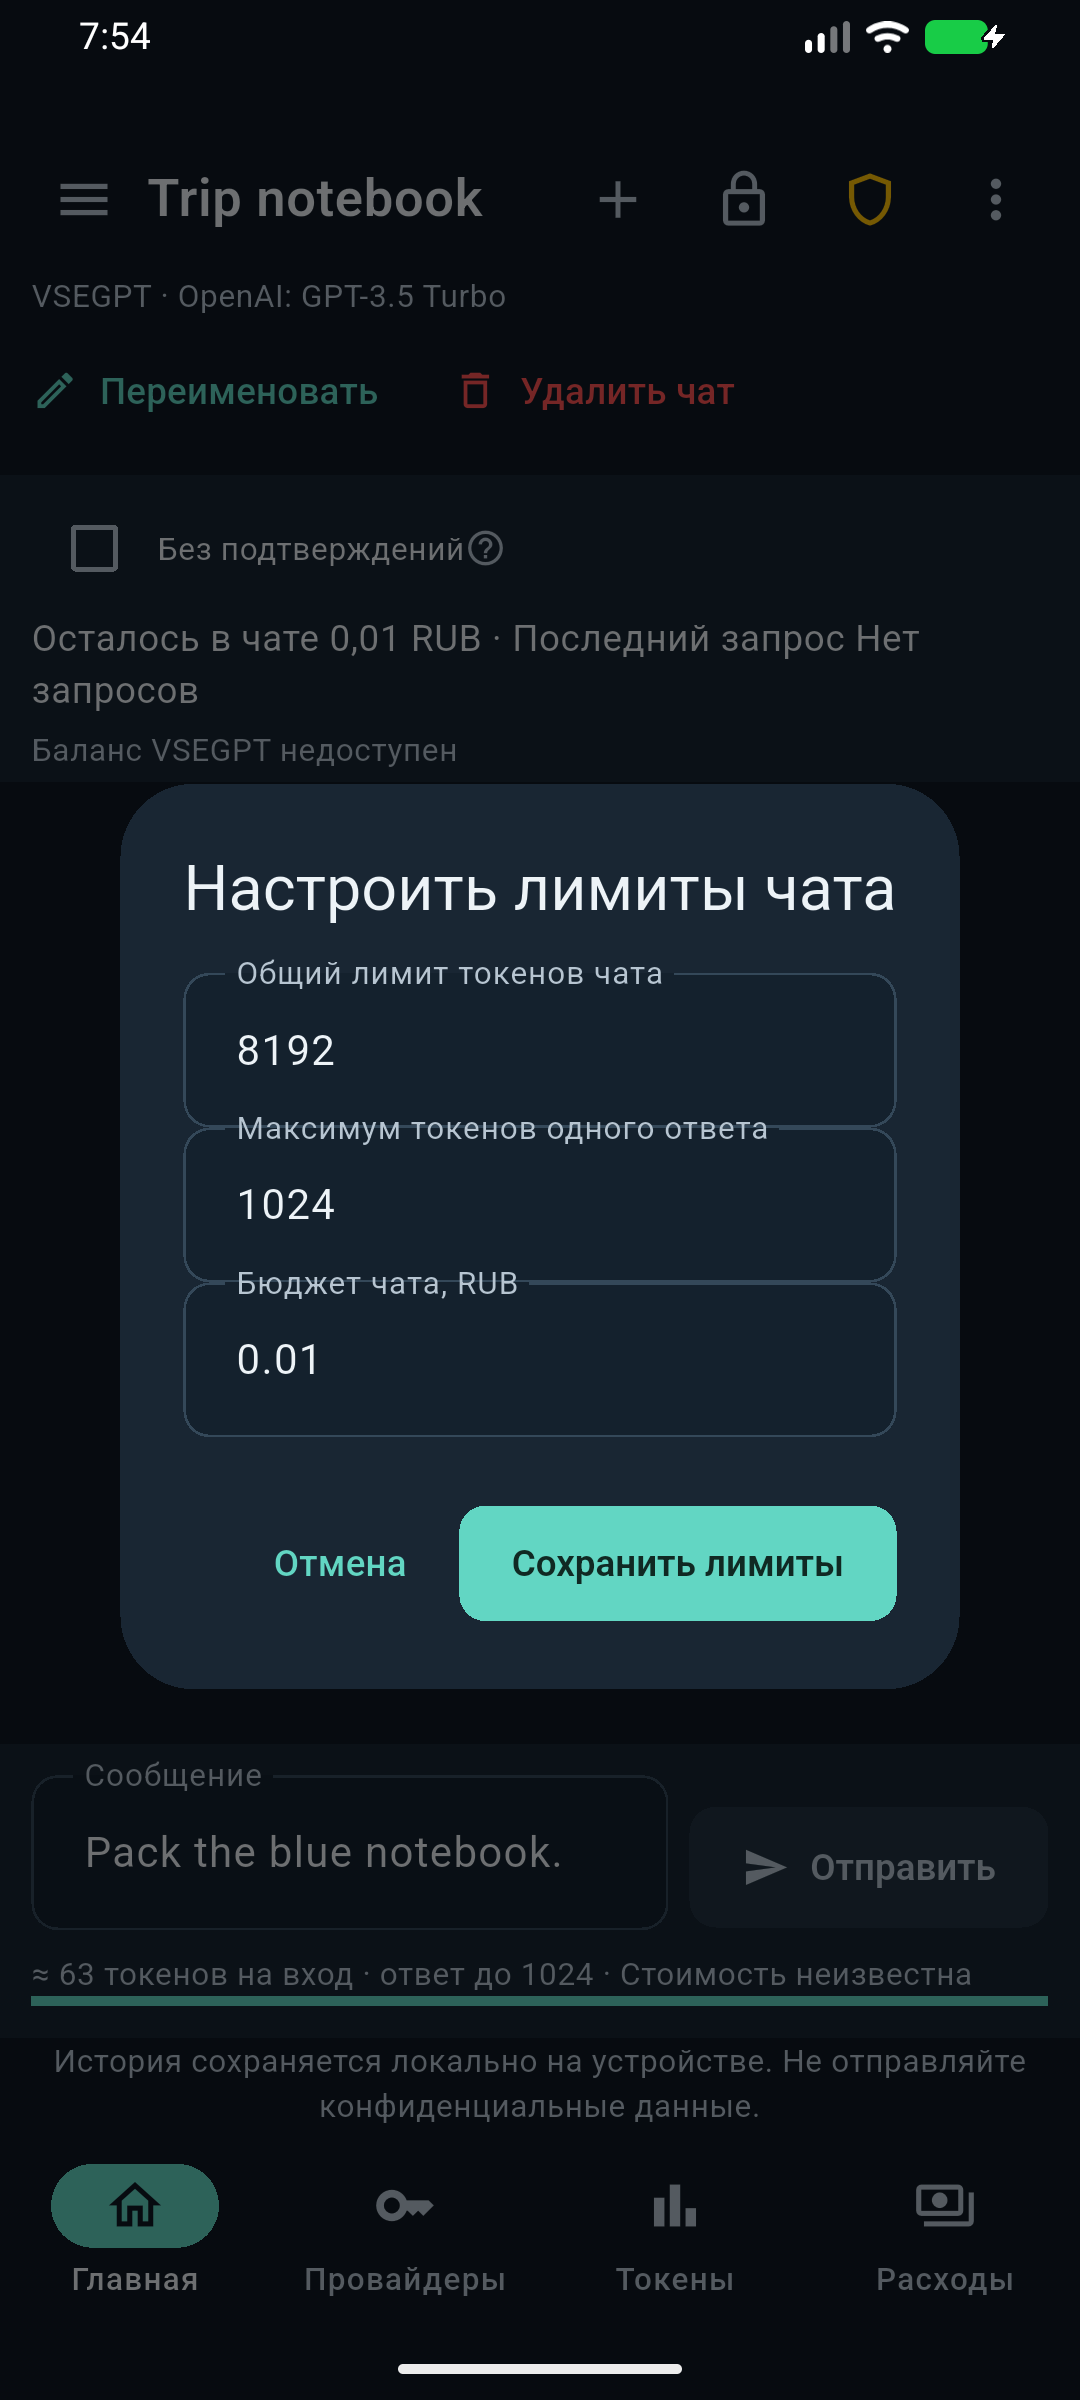 7:54
Trip notebook
VSEGPT · OpenAI: GPT-3.5 Turbo
Переименовать
Удалить чат
Без подтверждений
Осталось в чате 0,01 RUB · Последний запрос Нет
запросов
Баланс VSEGPT недоступен
Настроить лимиты чата
Общий лимит токенов чата
8192
Максимум токенов одного ответа
1024
Бюджет чата, RUB
0.01
Отмена
Сохранить лимиты
Сообщение
Pack the blue notebook.
Отправить
≈ 63 токенов на вход · ответ до 1024 · Стоимость неизвестна
История сохраняется локально на устройстве. Не отправляйте
конфиденциальные данные.
Главная
Провайдеры
Токены
Расходы